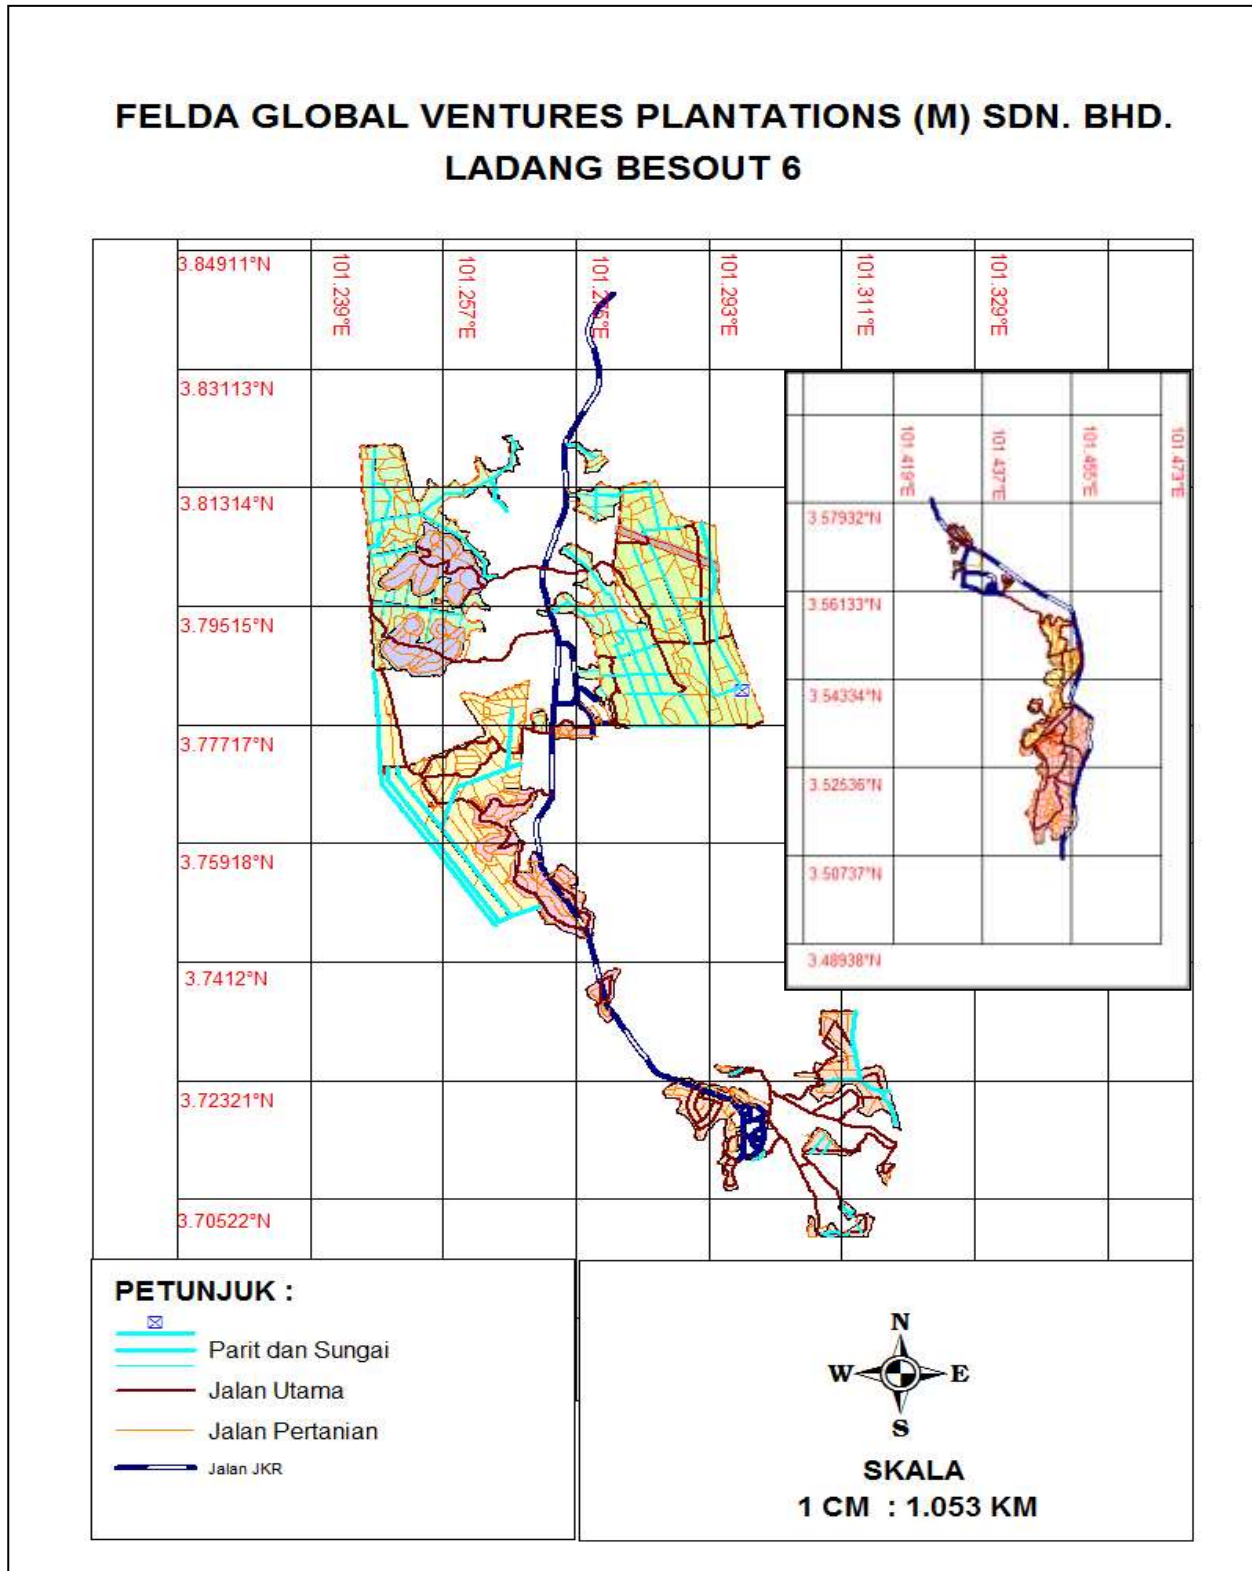 FELDA GLOBAL VENTURES PLANTATIONS (M) SDN. BHD.
LADANG BESOUT 6
3.84911°N
101.239°E
101.257°E
101.275°E
101.293°E
101.311°E
101.329°E
3.83113°N
3.81314°N
3.79515°N
3.77717°N
3.75918°N
3.7412°N
3.72321°N
3.70522°N
101.419°E
101.437°E
101.455°E
101.473°E
3.57932°N
3.56133°N
3.54334°N
3.52536°N
3.50737°N
3.48938°N
PETUNJUK :
Parit dan Sungai
Jalan Utama
Jalan Pertanian
Jalan JKR
N
W E
S
SKALA
1 CM : 1.053 KM